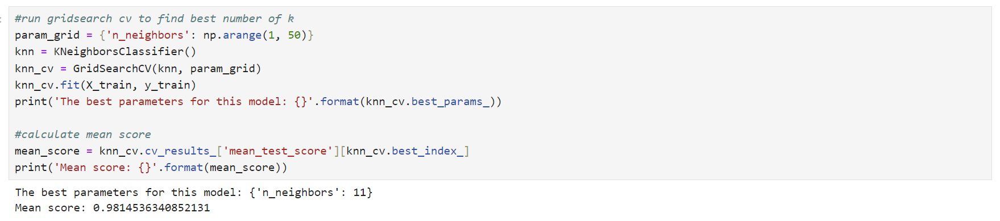 #run gridsearch cv to find best number of k
param_grid = {'n_neighbors': np.arange(1, 50)}
knn = KNeighborsClassifier()
knn_cv = GridSearchCV(knn, param_grid)
knn_cv.fit(X_train, y_train)
print('The best parameters for this model: {}'.format(knn_cv.best_params_))
#calculate mean score
mean_score = knn_cv.cv_results_['mean_test_score'][knn_cv.best_index_]
print('Mean score: {}'.format(mean_score))
The best parameters for this model: {'n_neighbors': 11}
Mean score: 0.9814536340852131